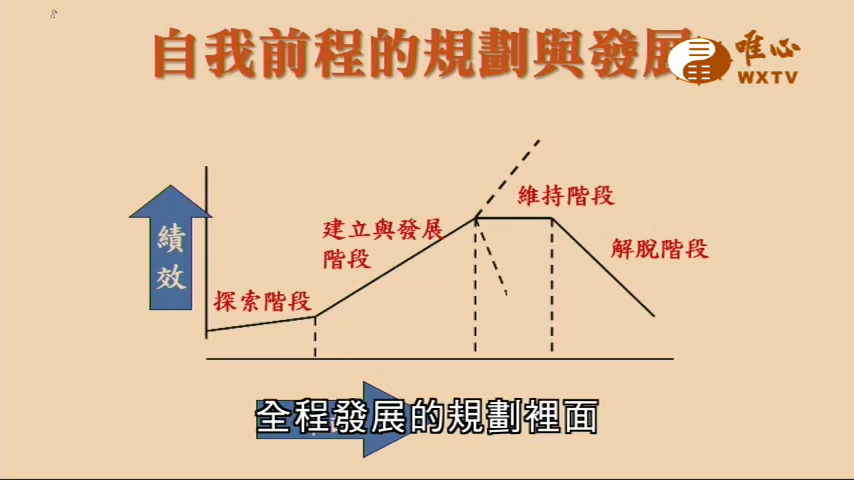 自我前程的規劃與發展
唯心
WXTV
維持階段
建立與發展
階段
解脫階段
績效
探索階段
全程發展的規劃裡面